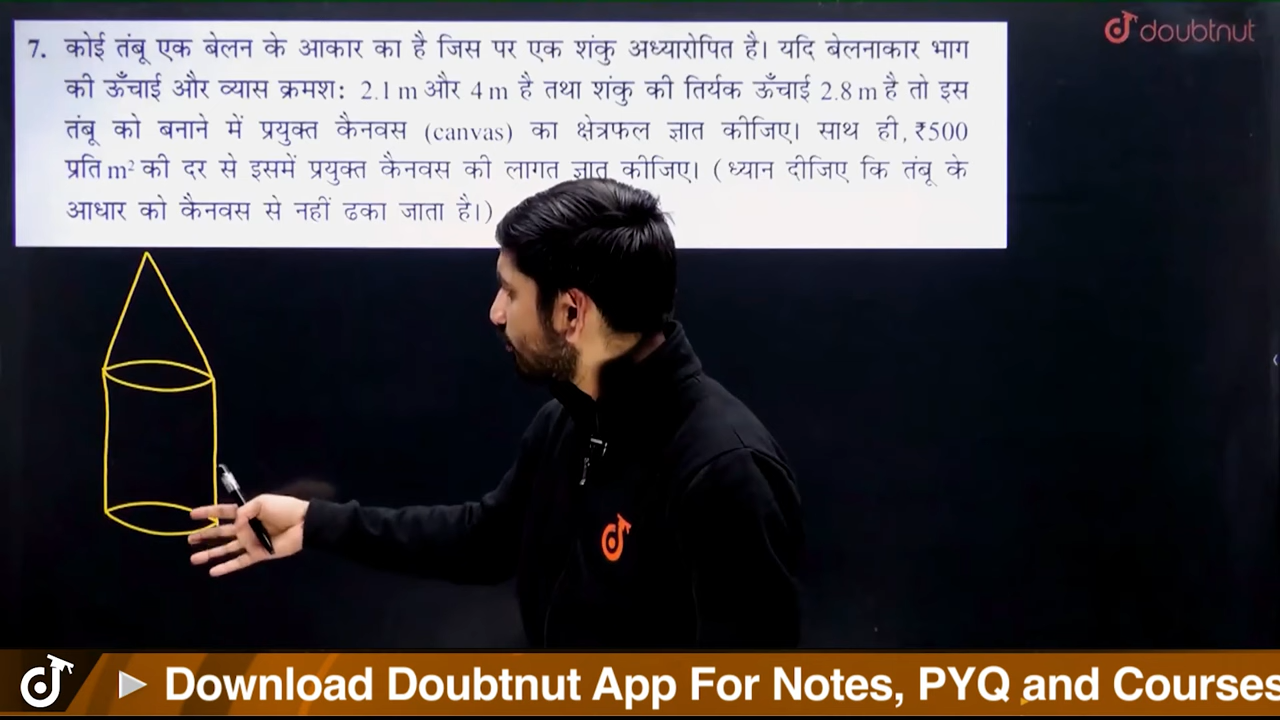 doubtnut
7. कोई तंबू एक बेलन के आकार का है जिस पर एक शंकु अध्यारोपित है। यदि बेलनाकार भाग
की ऊँचाई और व्यास क्रमश: 2.1 m और 4 m है तथा शंकु की तिर्यक ऊँचाई 2.8 m है तो इस
तंबू को बनाने में प्रयुक्त कैनवस (canvas) का क्षेत्रफल ज्ञात कीजिए। साथ ही, ₹500
प्रति m² की दर से इसमें प्रयुक्त कैनवस की लागत ज्ञात कीजिए। (ध्यान दीजिए कि तंबू के
आधार को कैनवस से नहीं ढका जाता है।)
Download Doubtnut App For Notes, PYQ and Courses